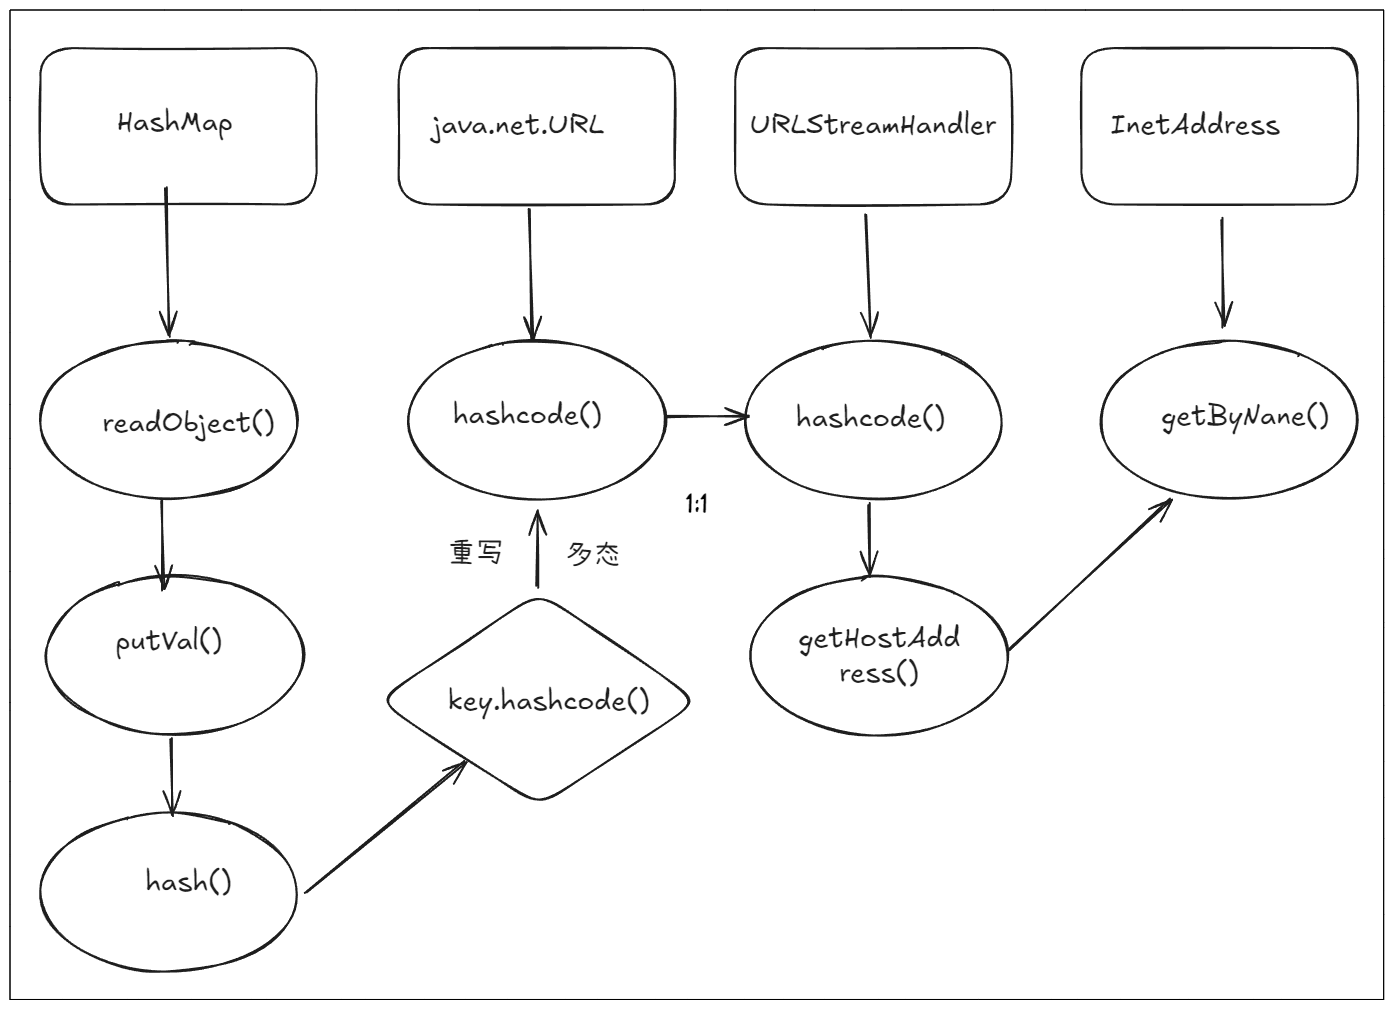 HashMap
java.net.URL
URLStreamHandler
InetAddress
readObject()
hashcode()
hashcode()
getByNane()
1:1
重写
多态
putVal()
getHostAdd
ress()
key.hashcode()
hash()